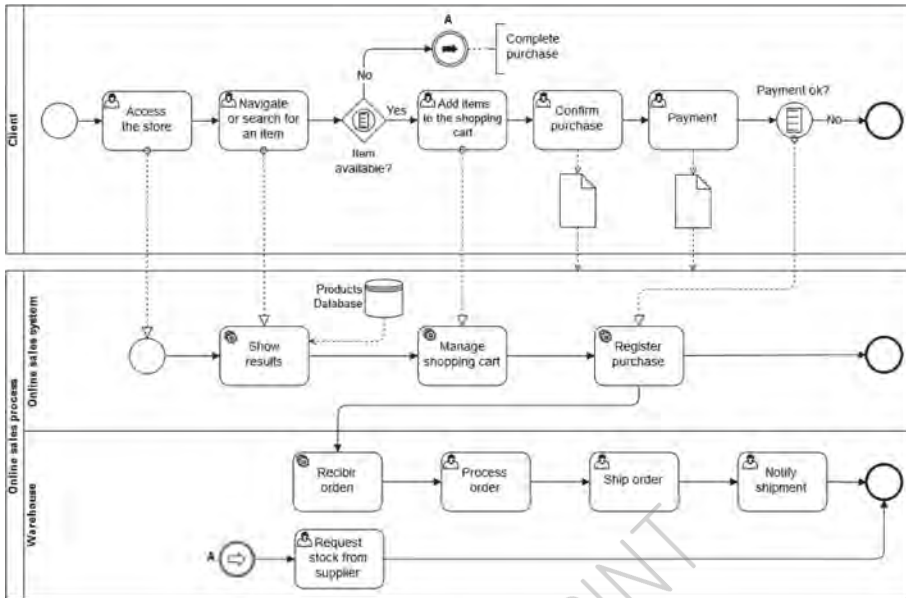 A
Complete
purchase
No
Payment ok?
Access
the store
Navigate
or search for
an item
Yes
Add items
to the shopping
cart
Confirm
purchase
Payment
No
Item
available?
Client
Products
Database
Show
results
Manage
shopping cart
Register
purchase
Online sales system
Online sales process
Recibir
orden
Process
order
Ship order
Notify
shipment
Warehouse
A
Request
stock from
supplier